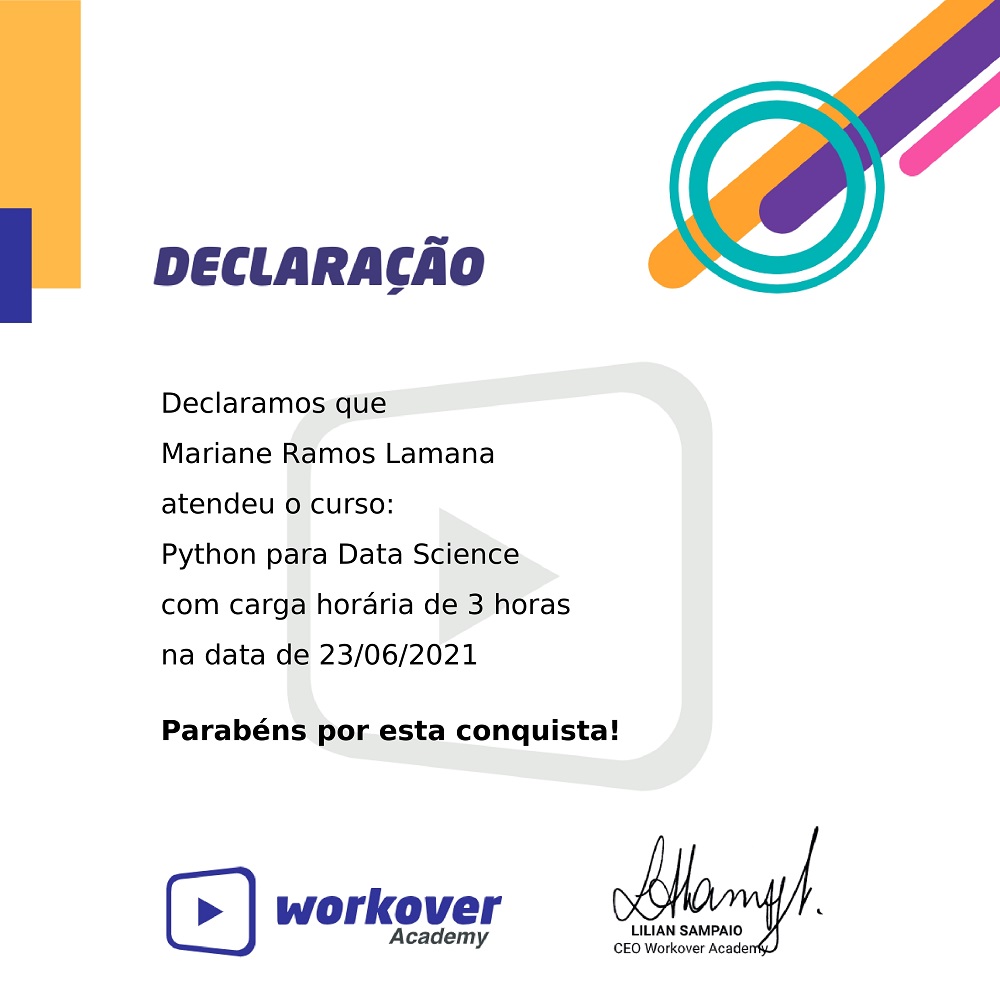 DECLARAÇÃO
Declaramos que
Mariane Ramos Lamana
atendeu o curso:
Python para Data Science
com carga horária de 3 horas
na data de 23/06/2021
Parabéns por esta conquista!
workover
Academy
LILIAN SAMPAIO
CEO Workover Academy